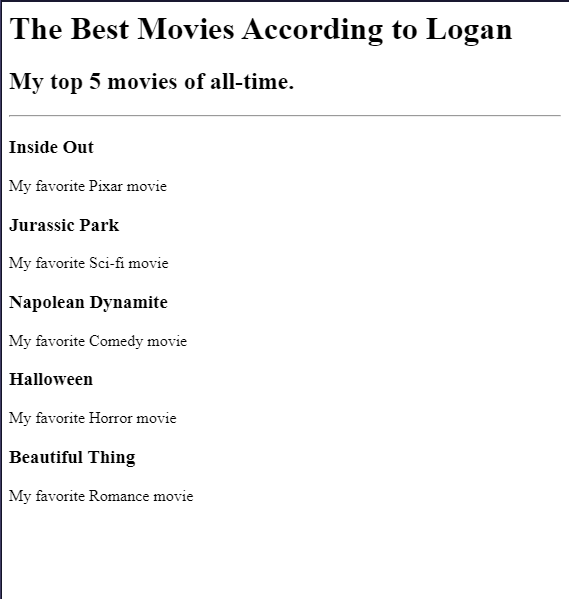 The Best Movies According to Logan
My top 5 movies of all-time.
Inside Out
My favorite Pixar movie
Jurassic Park
My favorite Sci-fi movie
Napolean Dynamite
My favorite Comedy movie
Halloween
My favorite Horror movie
Beautiful Thing
My favorite Romance movie